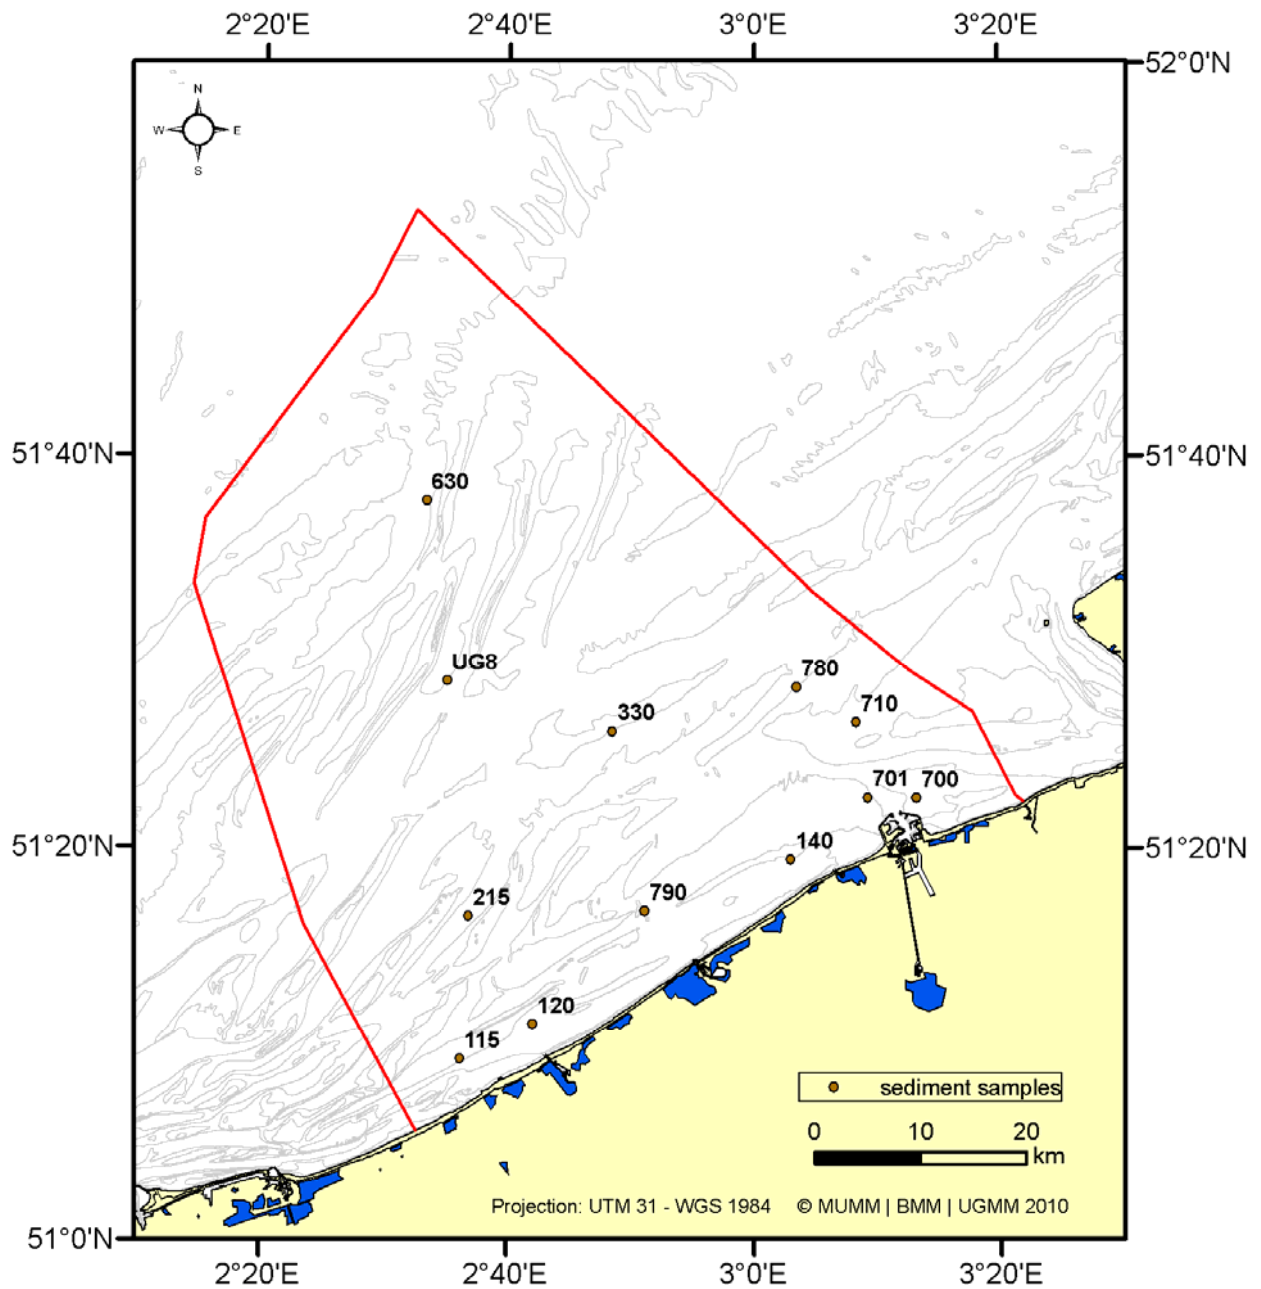 2°20'E 2°40'E 3°0'E 3°20'E
52°0'N
N
W E
S
51°40'N 51°40'N
630
UG8
780
330
710
701 700
51°20'N 51°20'N
140
790
215
120
115
sediment samples
0 10 20
km
Projection: UTM 31 - WGS 1984 © MUMM | BMM | UGMM 2010
51°0'N
2°20'E 2°40'E 3°0'E 3°20'E